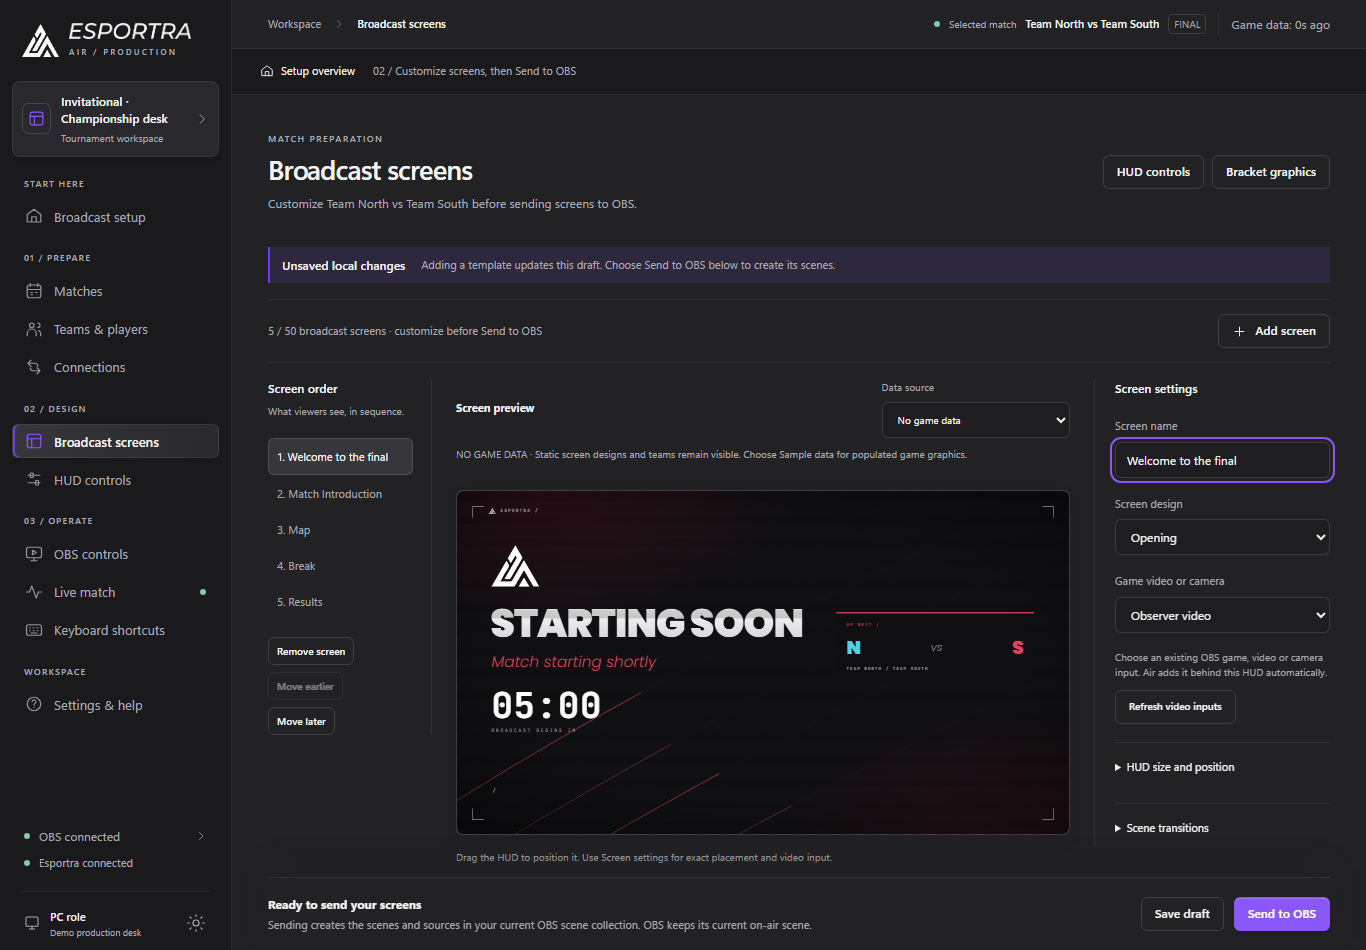 ESPORTRA
AIR / PRODUCTION
Invitational ·
Championship desk
Tournament workspace
START HERE
Broadcast setup
01 / PREPARE
Matches
Teams & players
Connections
02 / DESIGN
Broadcast screens
HUD controls
03 / OPERATE
OBS controls
Live match
Keyboard shortcuts
WORKSPACE
Settings & help
OBS connected
Esportra connected
PC role
Demo production desk
Workspace
Broadcast screens
Selected match Team North vs Team South FINAL
Game data: 0s ago
Setup overview
02 / Customize screens, then Send to OBS
MATCH PREPARATION
Broadcast screens
Customize Team North vs Team South before sending screens to OBS.
HUD controls
Bracket graphics
Unsaved local changes Adding a template updates this draft. Choose Send to OBS below to create its scenes.
5 / 50 broadcast screens · customize before Send to OBS
+ Add screen
Screen order
What viewers see, in sequence.
1. Welcome to the final
2. Match Introduction
3. Map
4. Break
5. Results
Remove screen
Move earlier
Move later
Screen preview
Data source
No game data
NO GAME DATA · Static screen designs and teams remain visible. Choose Sample data for populated game graphics.
ESPORTRA /
STARTING SOON
Match starting shortly
05:00
BROADCAST BEGINS IN
/
UP NEXT /
N VS S
TEAM NORTH / TEAM SOUTH
Drag the HUD to position it. Use Screen settings for exact placement and video input.
Screen settings
Screen name
Welcome to the final
Screen design
Opening
Game video or camera
Observer video
Choose an existing OBS game, video or camera
input. Air adds it behind this HUD automatically.
Refresh video inputs
HUD size and position
Scene transitions
Ready to send your screens
Sending creates the scenes and sources in your current OBS scene collection. OBS keeps its current on-air scene.
Save draft
Send to OBS